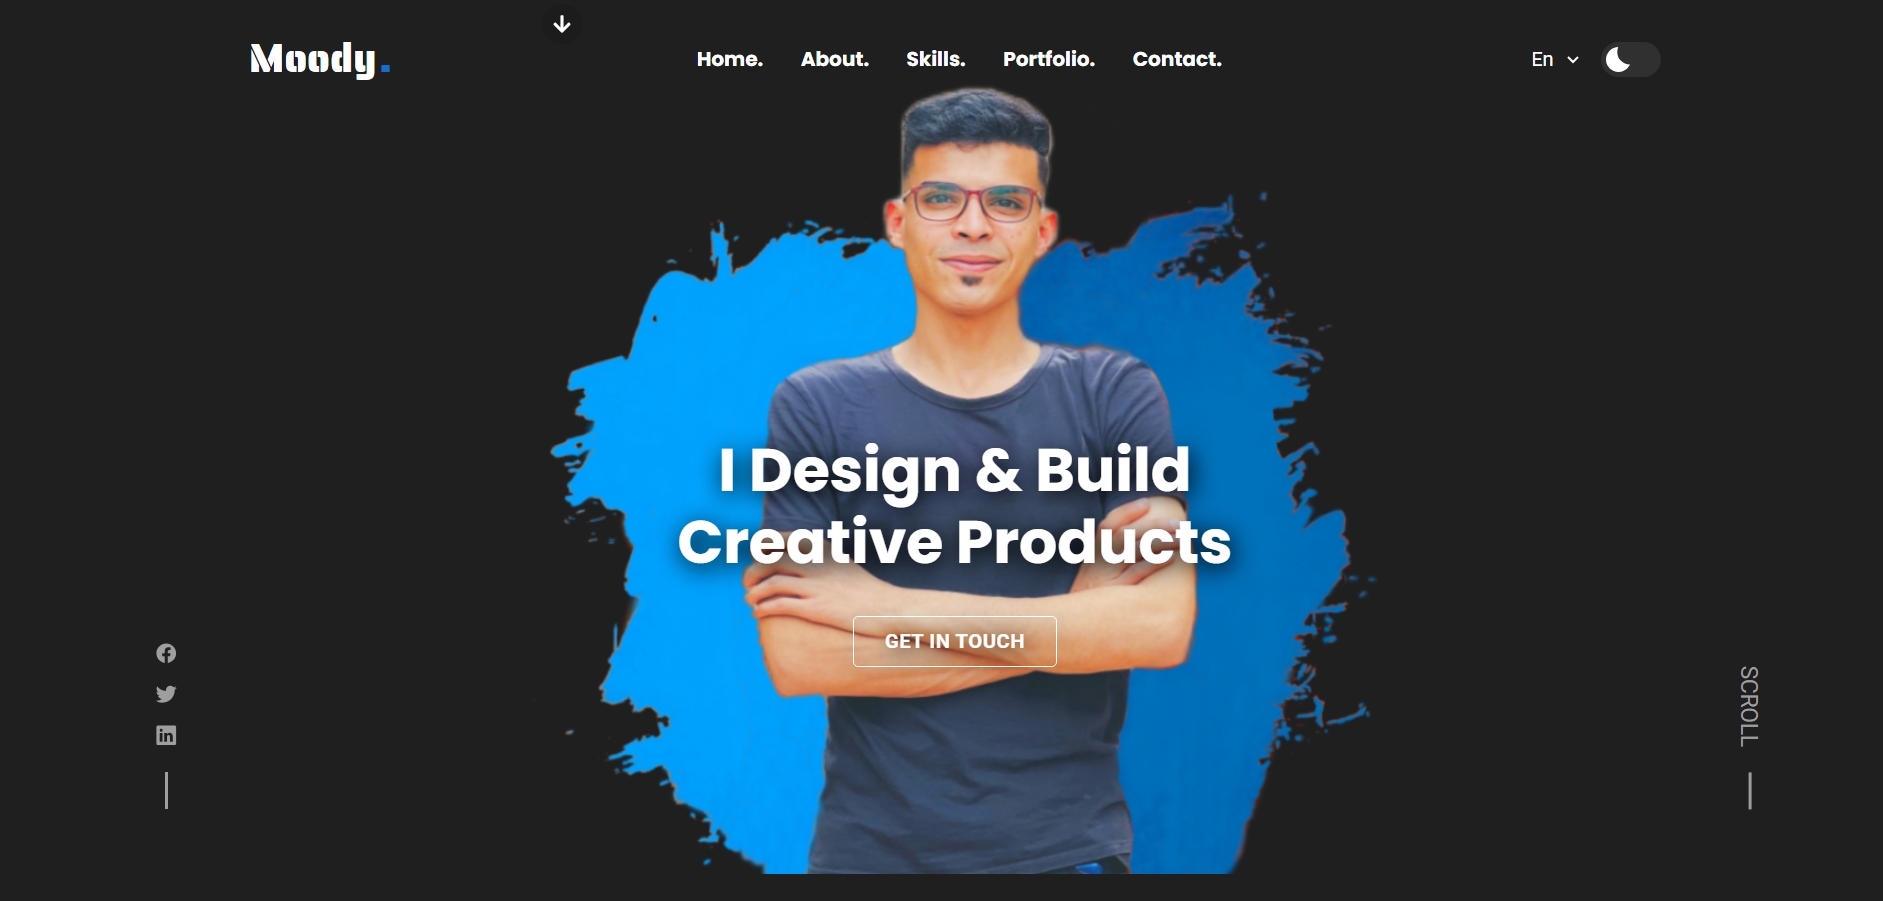 Moody.
Home. About. Skills. Portfolio. Contact.
En
I Design & Build
Creative Products
GET IN TOUCH
SCROLL